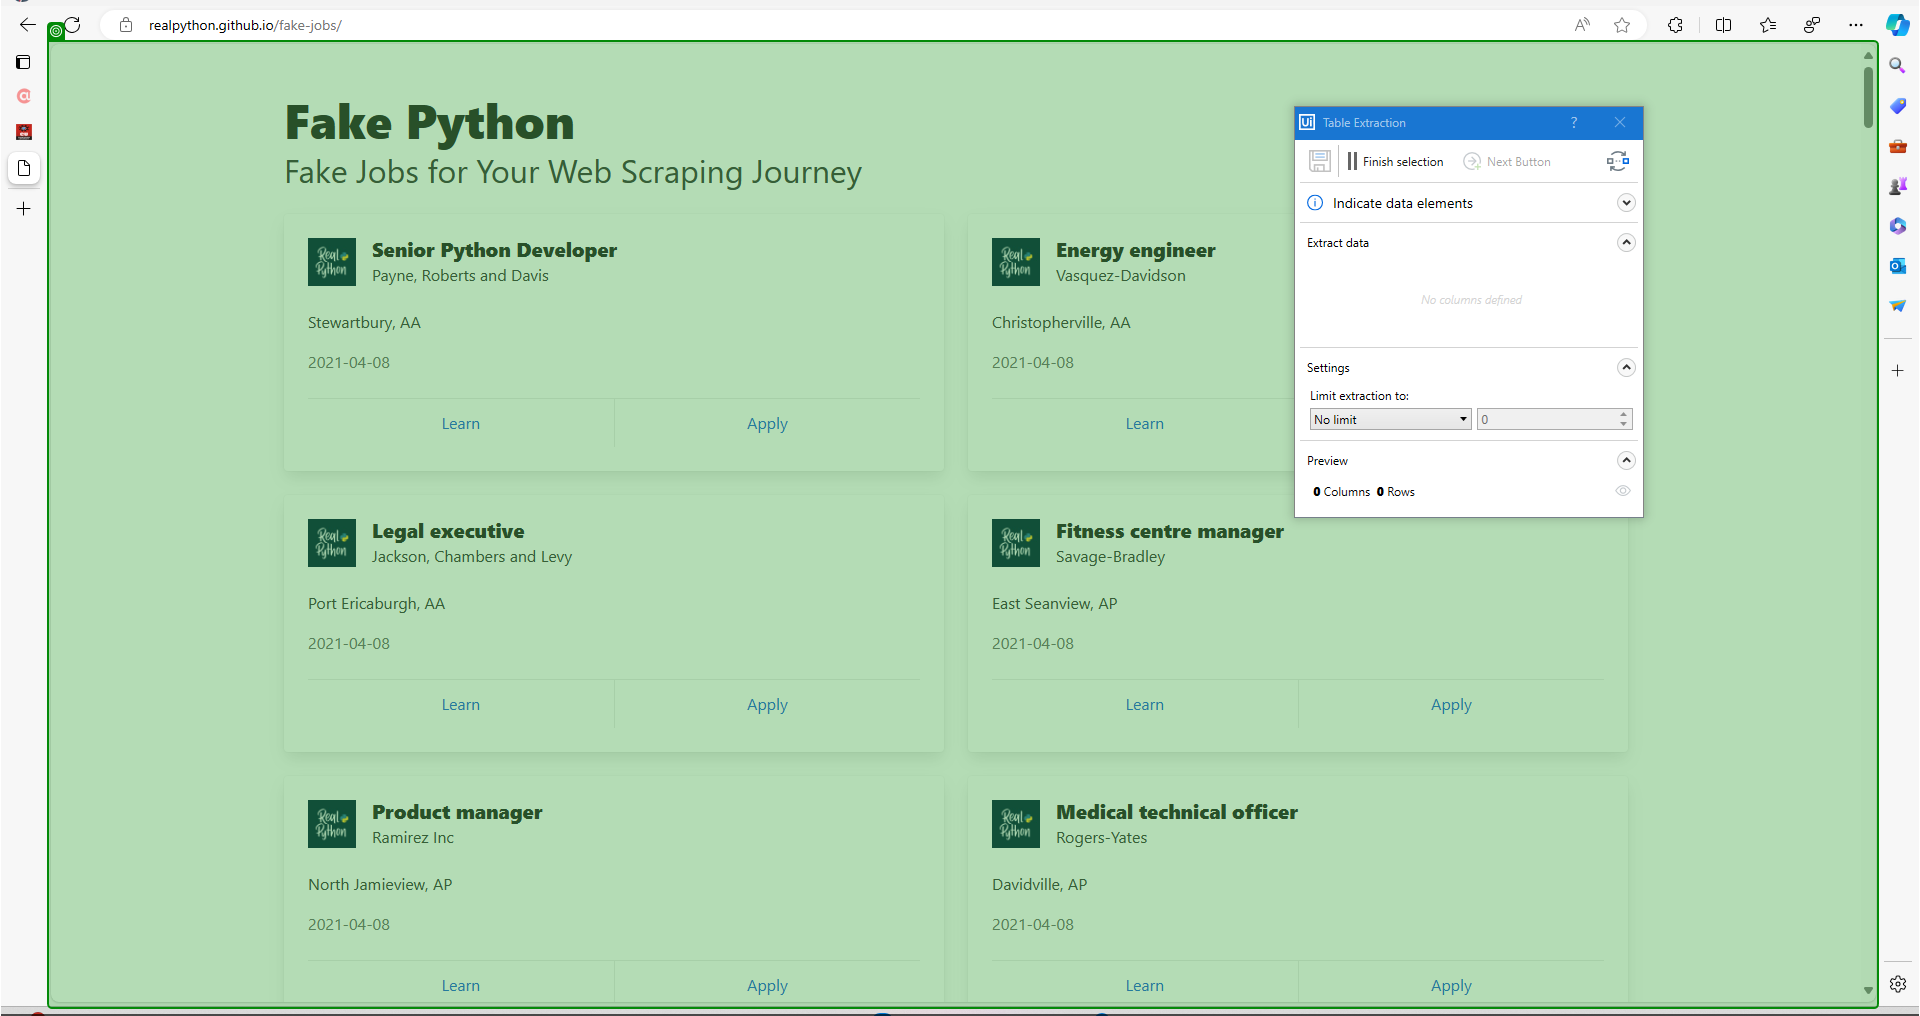 realpython.github.io/fake-jobs/
Fake Python
Fake Jobs for Your Web Scraping Journey
Real Python
Senior Python Developer
Payne, Roberts and Davis
Stewartbury, AA
2021-04-08
Learn
Apply
Real Python
Energy engineer
Vasquez-Davidson
Christopherville, AA
2021-04-08
Learn
Real Python
Legal executive
Jackson, Chambers and Levy
Port Ericaburgh, AA
2021-04-08
Learn
Apply
Real Python
Fitness centre manager
Savage-Bradley
East Seanview, AP
2021-04-08
Learn
Apply
Real Python
Product manager
Ramirez Inc
North Jamieview, AP
2021-04-08
Learn
Apply
Real Python
Medical technical officer
Rogers-Yates
Davidville, AP
2021-04-08
Learn
Apply
Ui Table Extraction ?
Finish selection
Next Button
Indicate data elements
Extract data
No columns defined
Settings
Limit extraction to:
No limit
0
Preview
0 Columns 0 Rows